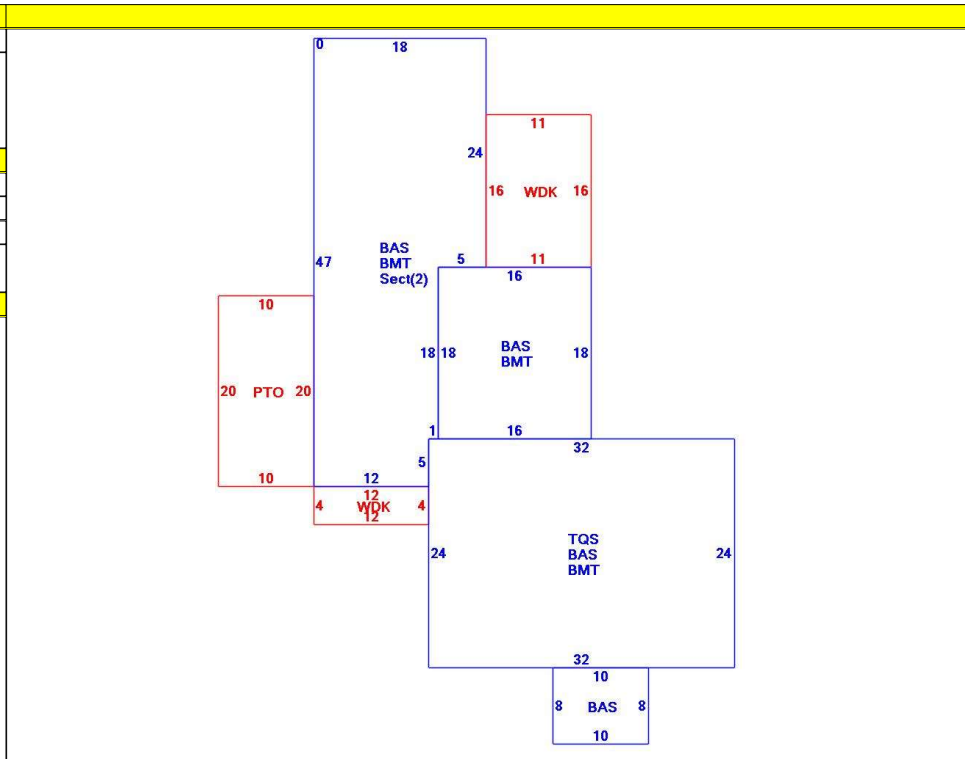 0
18
11
24
16 WDK 16
BAS
BMT
Sect(2)
47
5
11
16
10
18 18
BAS
BMT
18
20 PTO 20
1
16
32
5
10
12
12
4 WDK 4
12
TQS
BAS
BMT
24
24
32
10
8 BAS 8
10